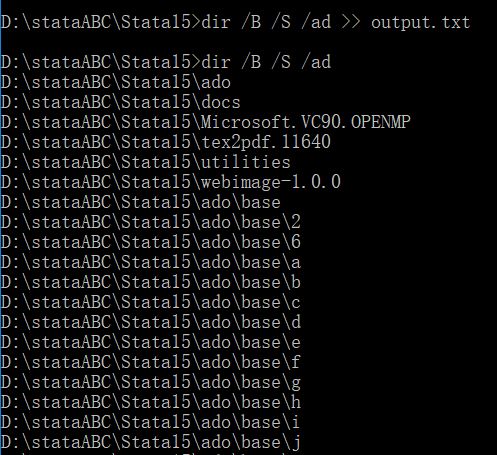 D:\stataABC\Stata15>dir /B /S /ad >> output.txt
D:\stataABC\Stata15>dir /B /S /ad
D:\stataABC\Stata15\ado
D:\stataABC\Stata15\docs
D:\stataABC\Stata15\Microsoft.VC90.OPENMP
D:\stataABC\Stata15\tex2pdf.11640
D:\stataABC\Stata15\utilities
D:\stataABC\Stata15\webimage-1.0.0
D:\stataABC\Stata15\ado\base
D:\stataABC\Stata15\ado\base\2
D:\stataABC\Stata15\ado\base\6
D:\stataABC\Stata15\ado\base\a
D:\stataABC\Stata15\ado\base\b
D:\stataABC\Stata15\ado\base\c
D:\stataABC\Stata15\ado\base\d
D:\stataABC\Stata15\ado\base\e
D:\stataABC\Stata15\ado\base\f
D:\stataABC\Stata15\ado\base\g
D:\stataABC\Stata15\ado\base\h
D:\stataABC\Stata15\ado\base\i
D:\stataABC\Stata15\ado\base\j